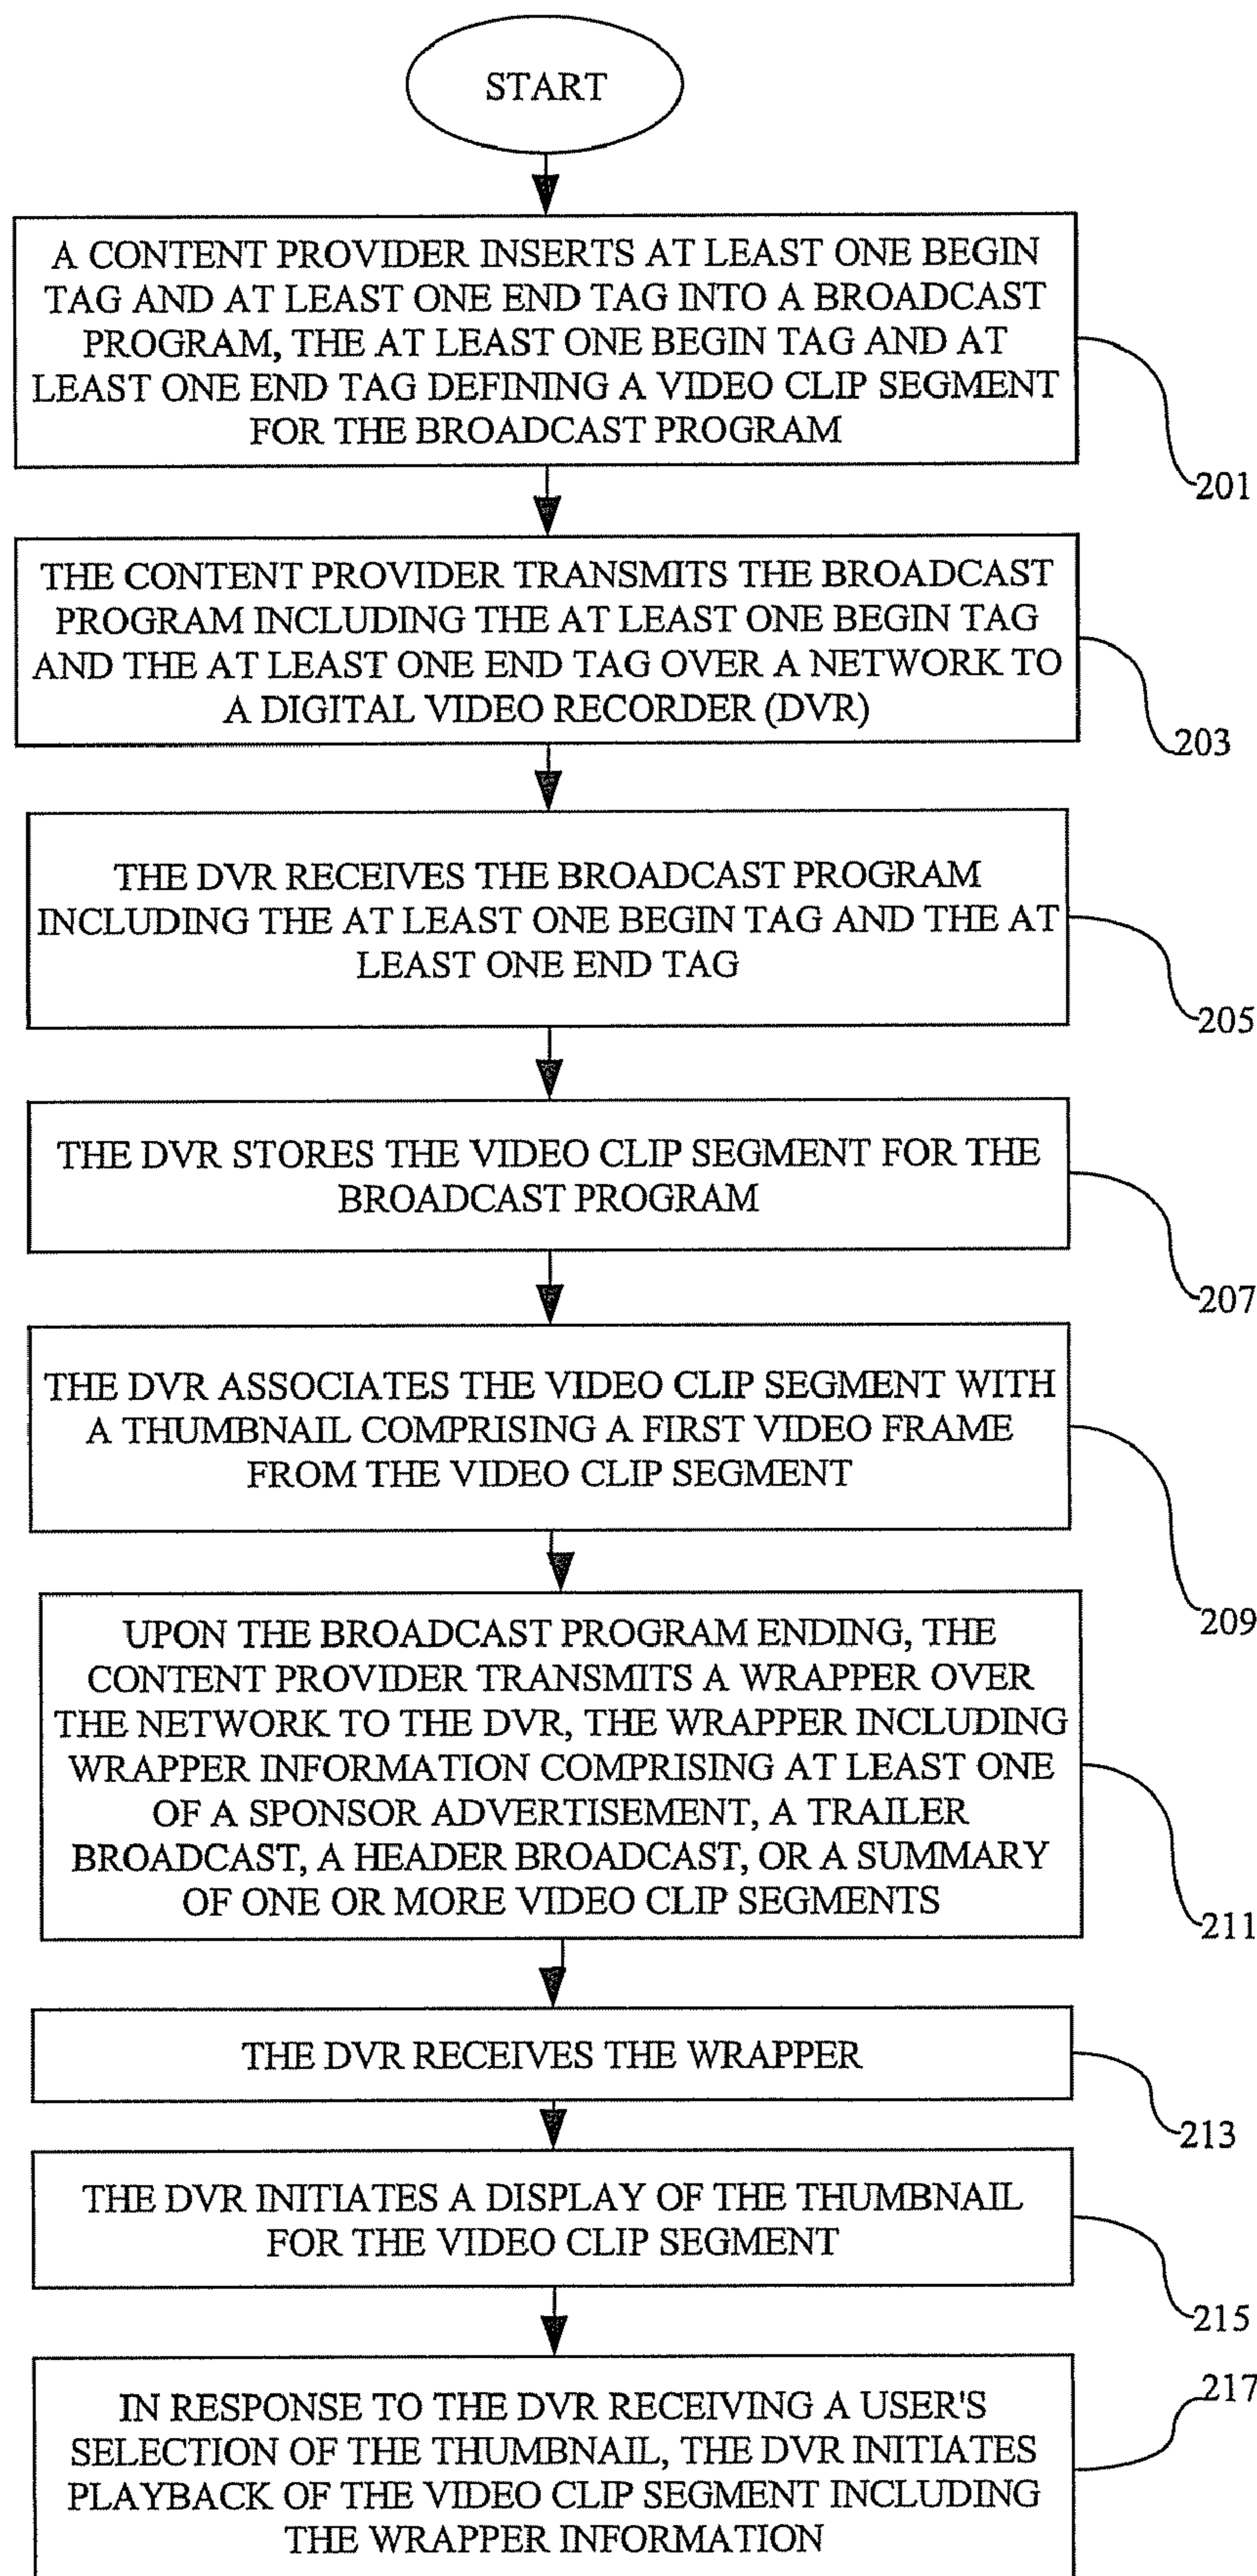 START
A CONTENT PROVIDER INSERTS AT LEAST ONE BEGIN
TAG AND AT LEAST ONE END TAG INTO A BROADCAST
PROGRAM, THE AT LEAST ONE BEGIN TAG AND AT
LEAST ONE END TAG DEFINING A VIDEO CLIP SEGMENT
FOR THE BROADCAST PROGRAM
201
THE CONTENT PROVIDER TRANSMITS THE BROADCAST
PROGRAM INCLUDING THE AT LEAST ONE BEGIN TAG
AND THE AT LEAST ONE END TAG OVER A NETWORK TO
A DIGITAL VIDEO RECORDER (DVR)
203
THE DVR RECEIVES THE BROADCAST PROGRAM
INCLUDING THE AT LEAST ONE BEGIN TAG AND THE AT
LEAST ONE END TAG
205
THE DVR STORES THE VIDEO CLIP SEGMENT FOR THE
BROADCAST PROGRAM
207
THE DVR ASSOCIATES THE VIDEO CLIP SEGMENT WITH
A THUMBNAIL COMPRISING A FIRST VIDEO FRAME
FROM THE VIDEO CLIP SEGMENT
209
UPON THE BROADCAST PROGRAM ENDING, THE
CONTENT PROVIDER TRANSMITS A WRAPPER OVER
THE NETWORK TO THE DVR, THE WRAPPER INCLUDING
WRAPPER INFORMATION COMPRISING AT LEAST ONE
OF A SPONSOR ADVERTISEMENT, A TRAILER
BROADCAST, A HEADER BROADCAST, OR A SUMMARY
OF ONE OR MORE VIDEO CLIP SEGMENTS
211
THE DVR RECEIVES THE WRAPPER
213
THE DVR INITIATES A DISPLAY OF THE THUMBNAIL
FOR THE VIDEO CLIP SEGMENT
215
IN RESPONSE TO THE DVR RECEIVING A USER'S
SELECTION OF THE THUMBNAIL, THE DVR INITIATES
PLAYBACK OF THE VIDEO CLIP SEGMENT INCLUDING
THE WRAPPER INFORMATION
217